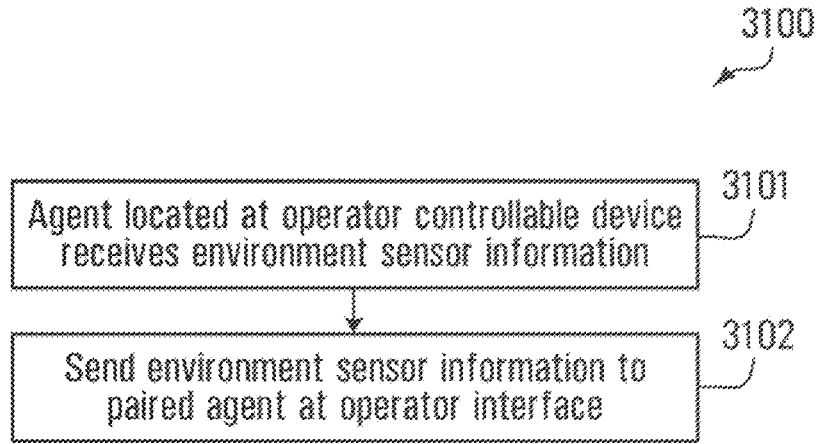 3100
3101
Agent located at operator controllable device
receives environment sensor information
3102
Send environment sensor information to
paired agent at operator interface